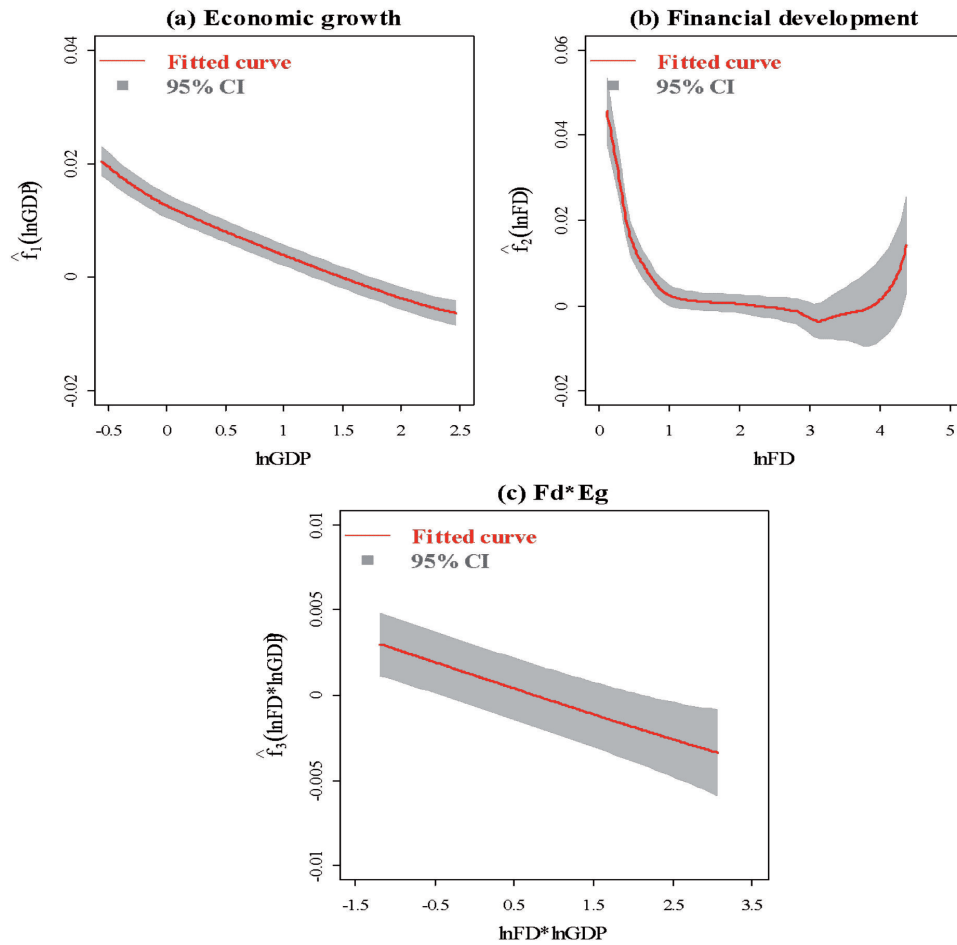 (a) Economic growth
Fitted curve
95% CI
0.04
0.02
0
-0.02
f̂1(lnGDP)
-0.5 0 0.5 1 1.5 2 2.5
lnGDP
(b) Financial development
Fitted curve
95% CI
0.06
0.04
0.02
0
-0.02
f̂2(lnFD)
0 1 2 3 4 5
lnFD
(c) Fd*Eg
Fitted curve
95% CI
0.01
0.005
0
-0.005
-0.01
f̂3(lnFD*lnGDP)
-1.5 -0.5 0.5 1.5 2.5 3.5
lnFD*lnGDP